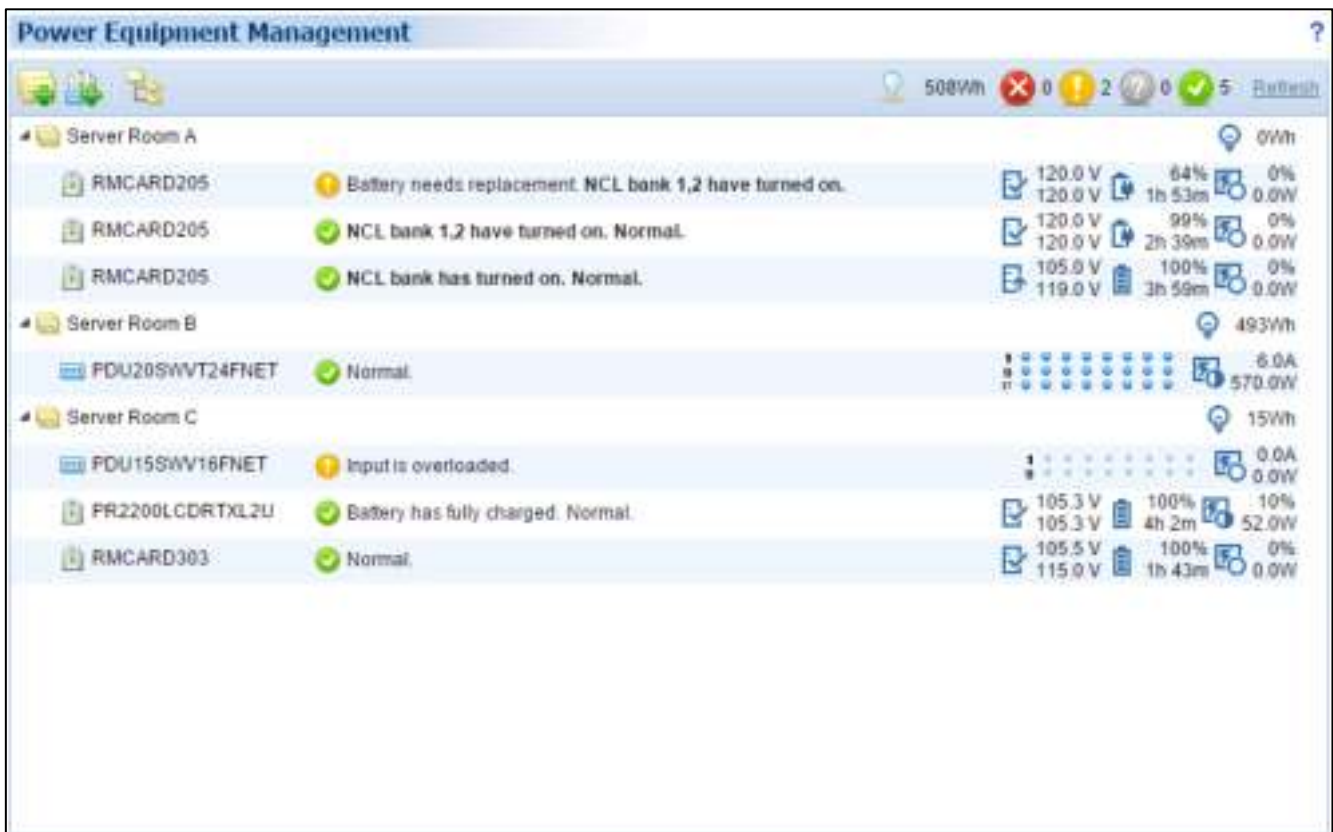 Power Equipment Management ?
508Wh 0 2 0 5 Refresh
Server Room A 0Wh
RMCARD205 Battery needs replacement. NCL bank 1,2 have turned on. 120.0 V 64% 0%
120.0 V 1h 53m 0.0W
RMCARD205 NCL bank 1,2 have turned on. Normal. 120.0 V 99% 0%
120.0 V 2h 39m 0.0W
RMCARD205 NCL bank has turned on. Normal. 105.0 V 100% 0%
119.0 V 3h 59m 0.0W
Server Room B 493Wh
PDU20SWVT24FNET Normal. 6.0A
570.0W
Server Room C 15Wh
PDU15SWV16FNET Input is overloaded. 1 0.0A
9 0.0W
PR2200LCDRTXL2U Battery has fully charged. Normal. 105.3 V 100% 10%
105.3 V 4h 2m 52.0W
RMCARD303 Normal. 105.5 V 100% 0%
115.0 V 1h 43m 0.0W